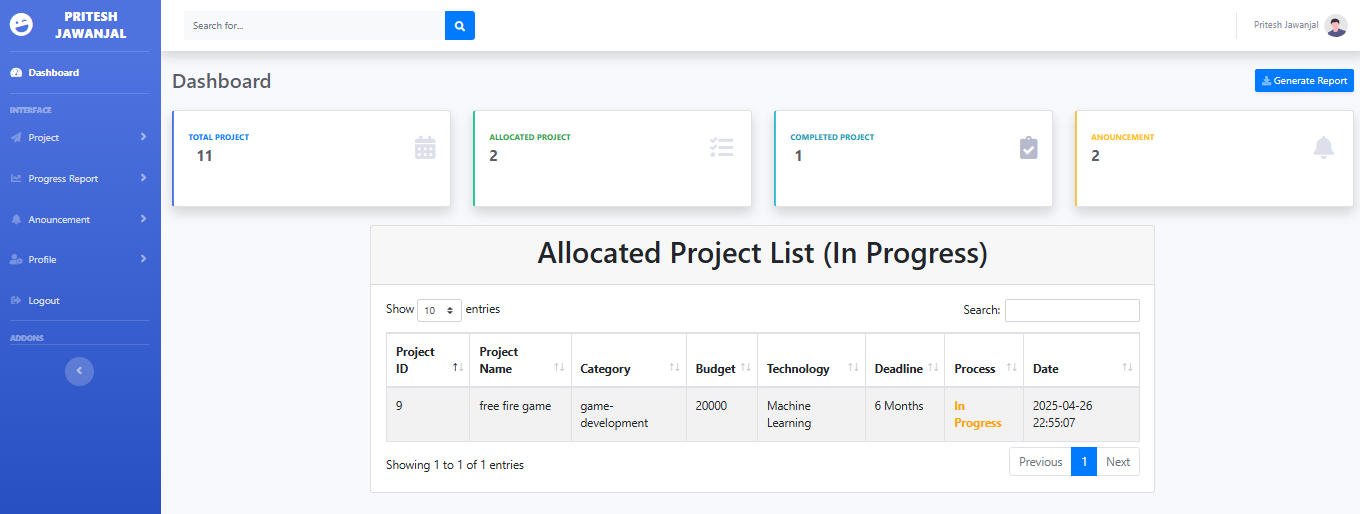 PRITESH
JAWANJAL
Search for...
Pritesh Jawanjal
Dashboard
INTERFACE
Project
Progress Report
Anouncement
Profile
Logout
ADDONS
Dashboard
Generate Report
TOTAL PROJECT
11
ALLOCATED PROJECT
2
COMPLETED PROJECT
1
ANOUNCEMENT
2
Allocated Project List (In Progress)
Show 10 entries
Search:
Project ID Project Name Category Budget Technology Deadline Process Date
9 free fire game game-development 20000 Machine Learning 6 Months In Progress 2025-04-26 22:55:07
Showing 1 to 1 of 1 entries
Previous 1 Next